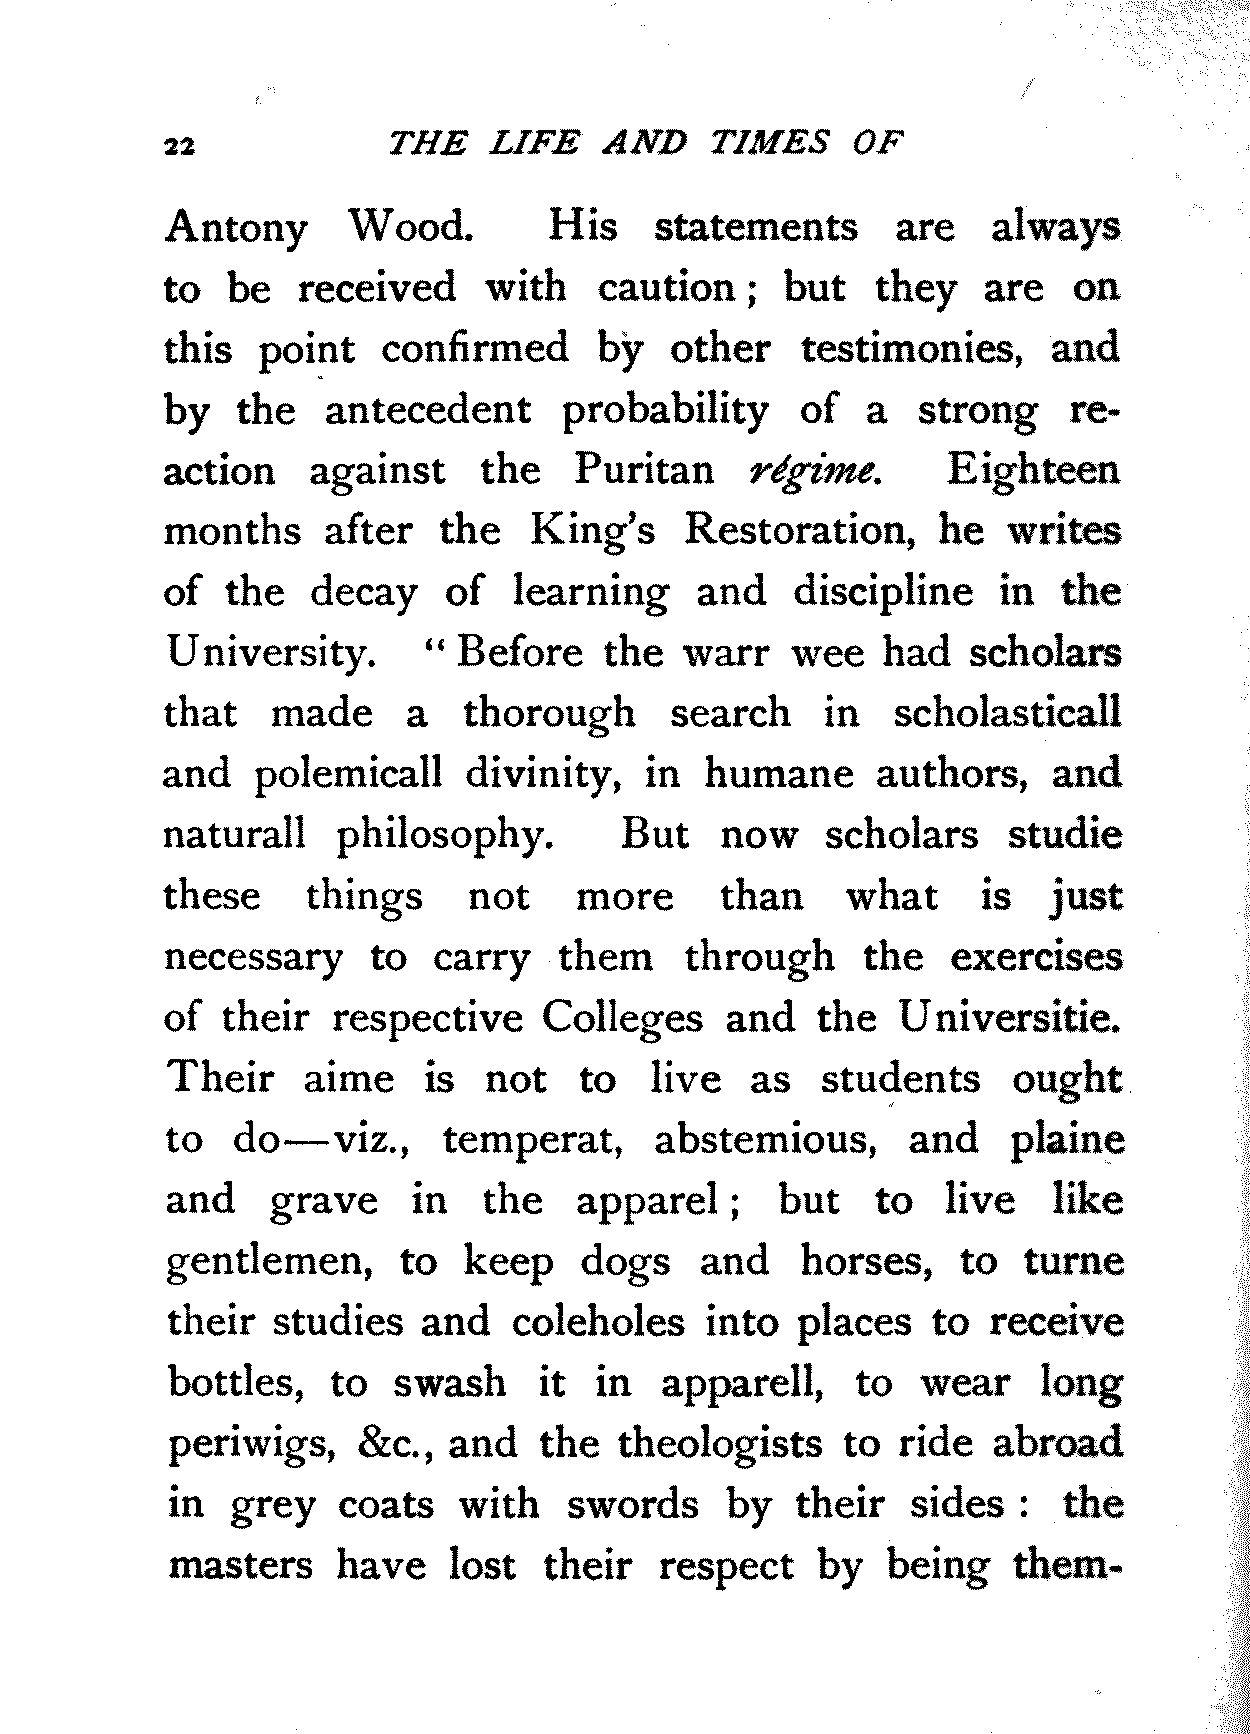 22 THE LIFE AND TIMES OF
Antony Wood. His statements are always
to be received with caution; but they are on
this point confirmed by other testimonies, and
by the antecedent probability of a strong re-
action against the Puritan régime. Eighteen
months after the King's Restoration, he writes
of the decay of learning and discipline in the
University. "Before the warr wee had scholars
that made a thorough search in scholasticall
and polemicall divinity, in humane authors, and
naturall philosophy. But now scholars studie
these things not more than what is just
necessary to carry them through the exercises
of their respective Colleges and the Universitie.
Their aime is not to live as students ought
to do—viz., temperat, abstemious, and plaine
and grave in the apparel; but to live like
gentlemen, to keep dogs and horses, to turne
their studies and coleholes into places to receive
bottles, to swash it in apparell, to wear long
periwigs, &c., and the theologists to ride abroad
in grey coats with swords by their sides: the
masters have lost their respect by being them-